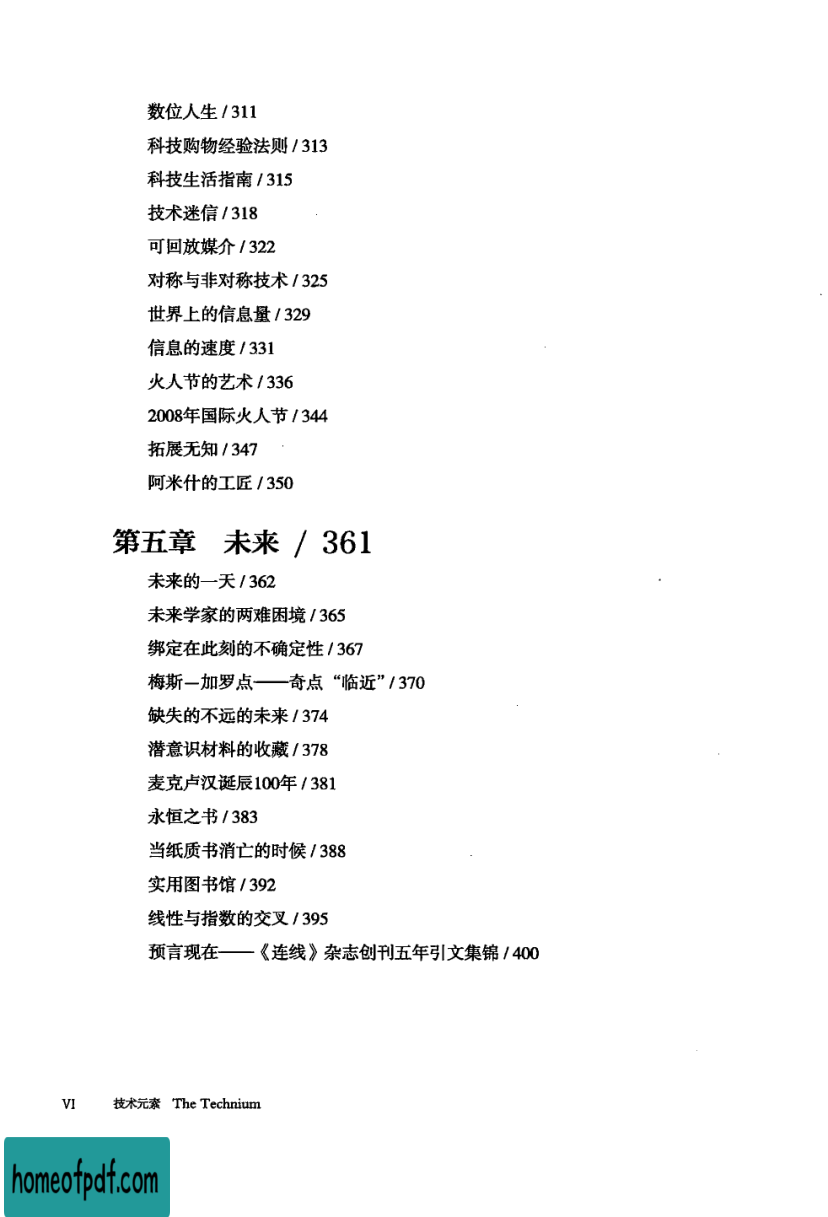 数位人生 / 311
科技购物经验法则 / 313
科技生活指南 / 315
技术迷信 / 318
可回放媒介 / 322
对称与非对称技术 / 325
世界上的信息量 / 329
信息的速度 / 331
火人节的艺术 / 336
2008年国际火人节 / 344
拓展无知 / 347
阿米什的工匠 / 350
第五章 未来 / 361
未来的一天 / 362
未来学家的两难困境 / 365
绑定在此刻的不确定性 / 367
梅斯—加罗点——奇点“临近” / 370
缺失的不远的未来 / 374
潜意识材料的收藏 / 378
麦克卢汉诞辰100年 / 381
永恒之书 / 383
当纸质书消亡的时候 / 388
实用图书馆 / 392
线性与指数的交叉 / 395
预言现在——《连线》杂志创刊五年引文集锦 / 400
VI 技术元素 The Technium
homeofpdf.com